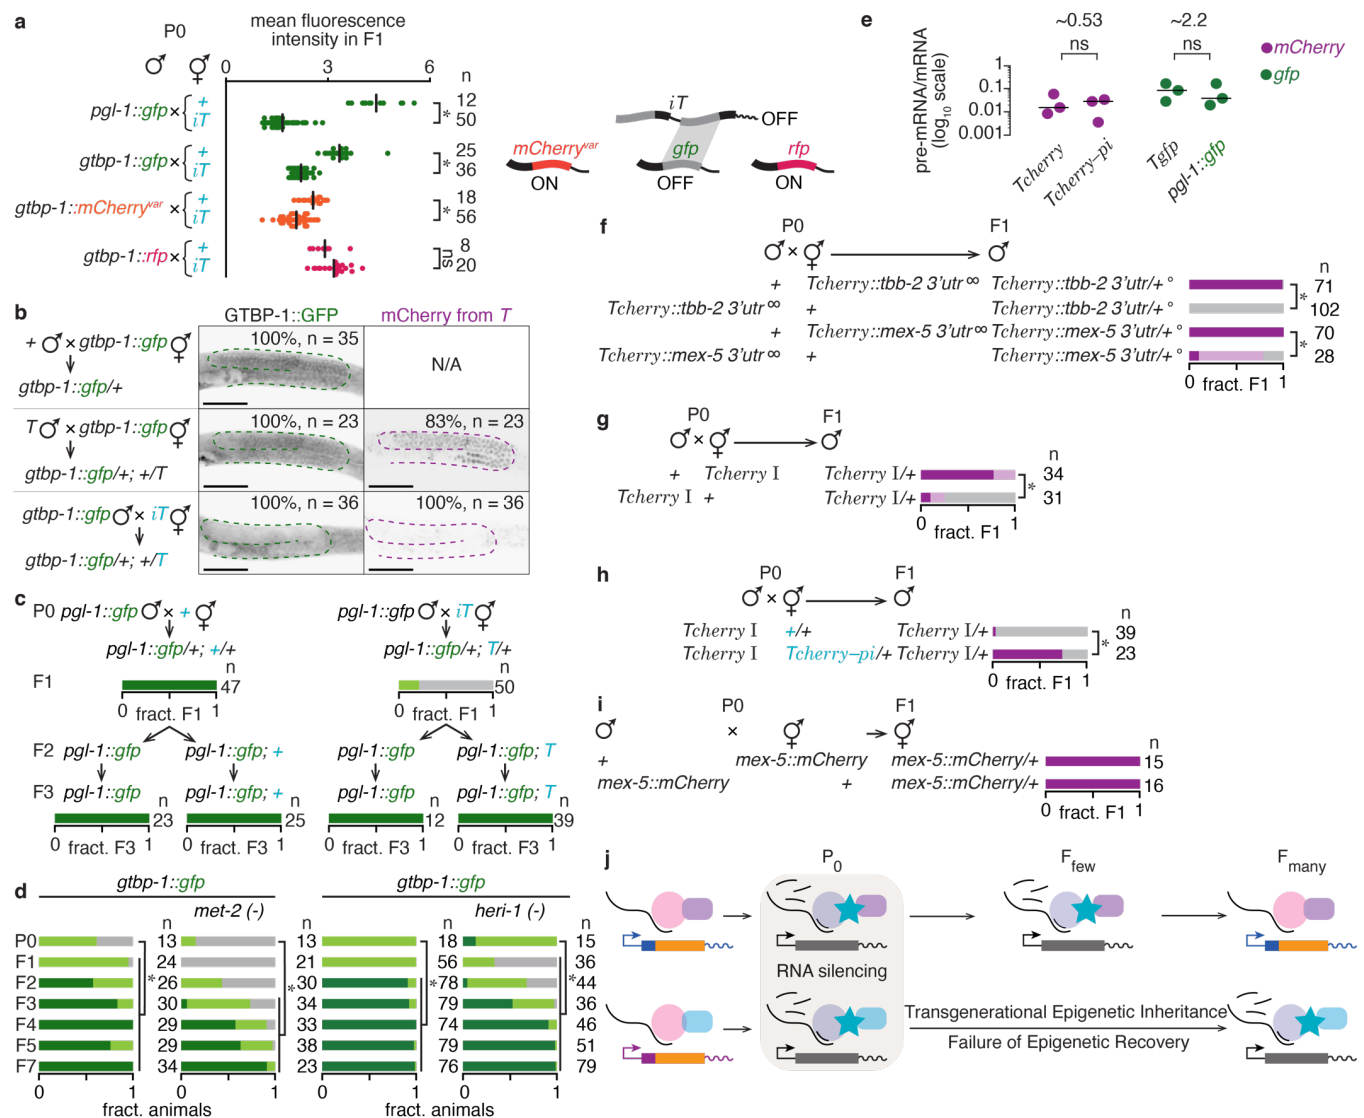 a
P0
mean fluorescence
intensity in F1
0 3 6
n
pgl-1::gfp × { + 12
iT 50
*
gtbp-1::gfp × { + 25
iT 36
*
gtbp-1::mCherryvar × { + 18
iT 56
*
gtbp-1::rfp × { + 8
iT 20
ns
iT
OFF
mCherryvar
ON
gfp
OFF
rfp
ON
b
GTBP-1::GFP
mCherry from T
+ ♂ × gtbp-1::gfp ⚥
gtbp-1::gfp/+
100%, n = 35
N/A
T ♂ × gtbp-1::gfp ⚥
gtbp-1::gfp/+; +/T
100%, n = 23
83%, n = 23
gtbp-1::gfp ♂ × iT ⚥
gtbp-1::gfp/+; +/T
100%, n = 36
100%, n = 36
c
P0 pgl-1::gfp ♂ × + ⚥
pgl-1::gfp ♂ × iT ⚥
pgl-1::gfp/+; +/+
pgl-1::gfp/+; T/+
F1
n
47
n
50
0 1
fract. F1
0 1
fract. F1
F2 pgl-1::gfp pgl-1::gfp; + pgl-1::gfp pgl-1::gfp; T
F3 pgl-1::gfp pgl-1::gfp; + pgl-1::gfp pgl-1::gfp; T
n n
23 25 12 39
0 1 0 1 0 1 0 1
fract. F3 fract. F3 fract. F3 fract. F3
d
gtbp-1::gfp
gtbp-1::gfp
met-2 (-)
heri-1 (-)
n n n n
P0 13 13 18 15
F1 24 21 56 36
F2 26 30 78 44
F3 30 34 79 36
F4 29 33 74 46
F5 29 38 79 51
F7 34 23 76 79
* * * *
0 1 0 1 0 1 0 1
fract. animals
fract. animals
e
pre-mRNA/mRNA
(log10 scale)
1
0.1
0.01
0.001
~0.53
ns
~2.2
ns
mCherry
gfp
Tcherry
Tcherry–pi
Tgfp
pgl-1::gfp
f
P0
F1
♂ × ⚥ ♂
n
+ Tcherry::tbb-2 3'utr∞ Tcherry::tbb-2 3'utr/+° 71
Tcherry::tbb-2 3'utr∞ + Tcherry::tbb-2 3'utr/+° 102
*
+ Tcherry::mex-5 3'utr∞ Tcherry::mex-5 3'utr/+° 70
Tcherry::mex-5 3'utr∞ + Tcherry::mex-5 3'utr/+° 28
*
0 1
fract. F1
g
P0
F1
♂ × ⚥ ♂
n
+ Tcherry I Tcherry I/+ 34
Tcherry I + Tcherry I/+ 31
*
0 1
fract. F1
h
P0
F1
♂ × ⚥ ♂
n
Tcherry I +/+ Tcherry I/+ 39
Tcherry I Tcherry–pi/+ Tcherry I/+ 23
*
0 1
fract. F1
i
P0
F1
♂ × ⚥ ⚥
n
+ mex-5::mCherry mex-5::mCherry/+ 15
mex-5::mCherry + mex-5::mCherry/+ 16
0 1
fract. F1
j
P0
Ffew
Fmany
RNA silencing
Transgenerational Epigenetic Inheritance
Failure of Epigenetic Recovery